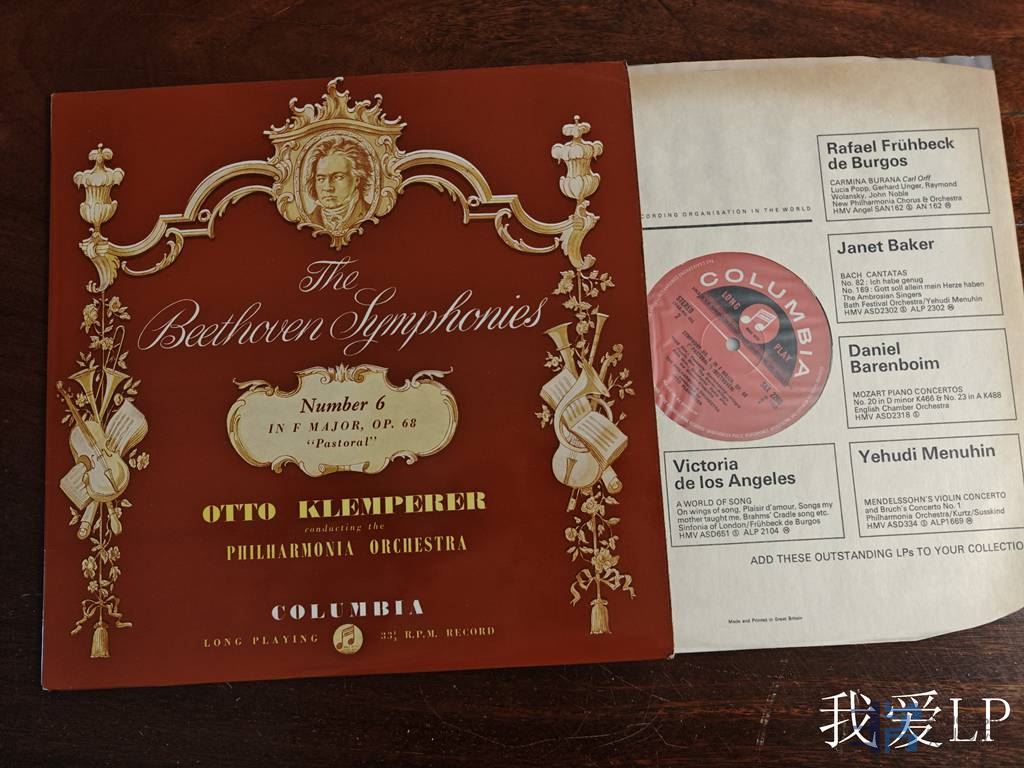 The
Beethoven Symphonies
Number 6
IN F MAJOR, OP. 68
"Pastoral"
OTTO KLEMPERER
conducting the
PHILHARMONIA ORCHESTRA
COLUMBIA
LONG PLAYING 33⅓ R.P.M. RECORD
CORDING ORGANISATION IN THE WORLD
COLUMBIA
LONG PLAY
STEREO
Rafael Frühbeck
de Burgos
CARMINA BURANA Carl Orff
Lucia Popp, Gerhard Unger, Raymond
Wolansky, John Noble
New Philharmonia Chorus & Orchestra
HMV Angel SAN162 Ⓢ AN 162 Ⓜ
Janet Baker
BACH CANTATAS
No. 82 : Ich habe genug
No. 169 : Gott soll allein mein Herze haben
The Ambrosian Singers
Bath Festival Orchestra/Yehudi Menuhin
HMV ASD2302 Ⓢ ALP 2302 Ⓜ
Daniel
Barenboim
MOZART PIANO CONCERTOS
No. 20 in D minor K466 & No. 23 in A K488
English Chamber Orchestra
HMV ASD2318 Ⓢ
Victoria
de los Angeles
A WORLD OF SONG
On wings of song, Plaisir d'amour, Songs my
mother taught me, Brahms' Cradle song etc.
Sinfonia of London/Frühbeck de Burgos
HMV ASD651 Ⓢ ALP 2104 Ⓜ
Yehudi Menuhin
MENDELSSOHN'S VIOLIN CONCERTO
and Bruch's Concerto No. 1
Philharmonia Orchestra/Kurtz/Susskind
HMV ASD334 Ⓢ ALP1669 Ⓜ
ADD THESE OUTSTANDING LPs TO YOUR COLLECTIO
Made and Printed in Great Britain
我爱LP